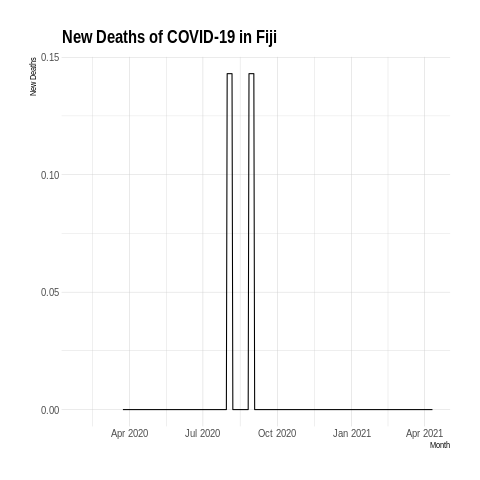 New Deaths of COVID-19 in Fiji
New Deaths
0.15
0.10
0.05
0.00
Apr 2020 Jul 2020 Oct 2020 Jan 2021 Apr 2021
Month